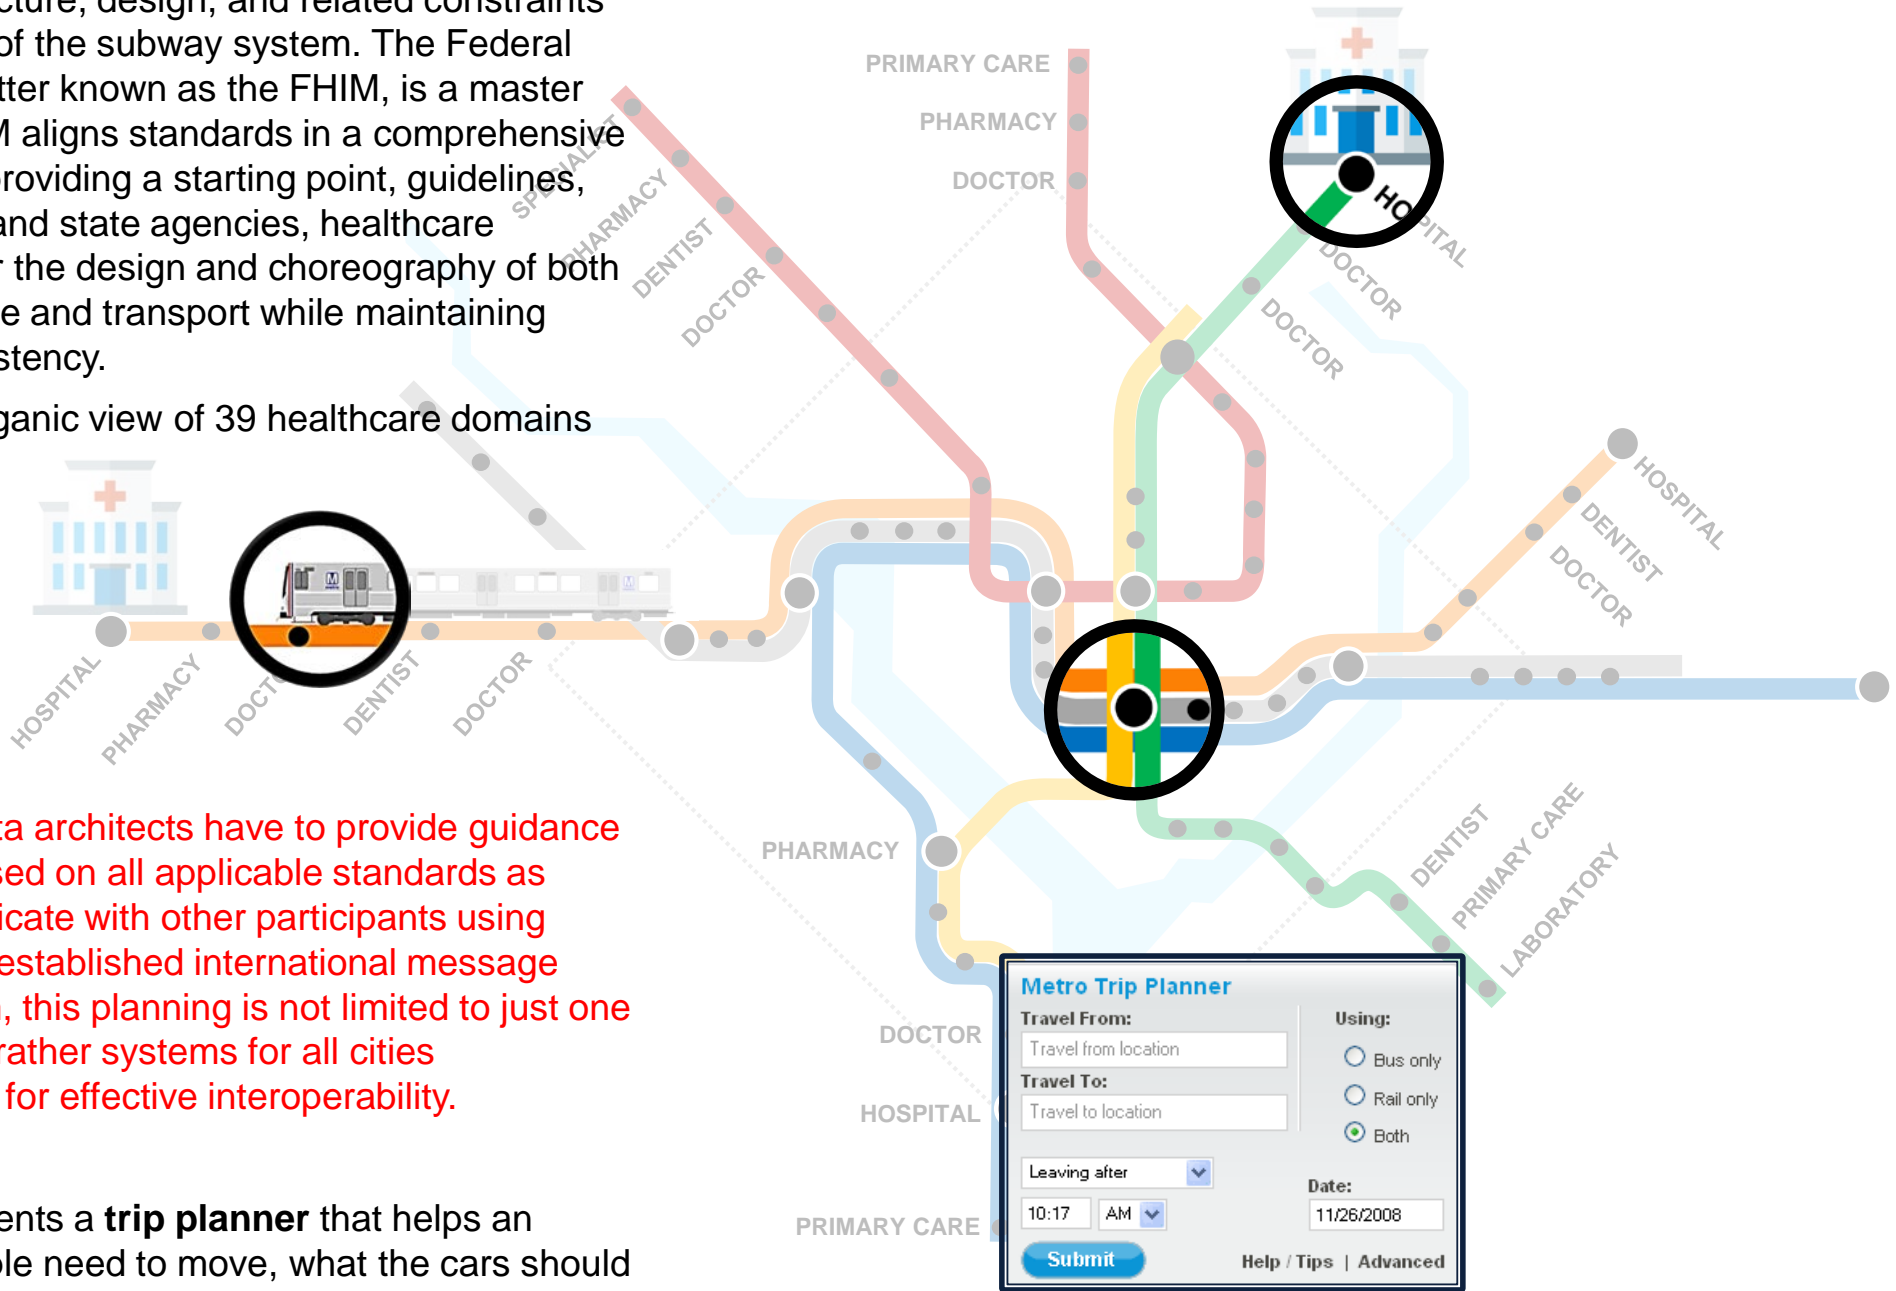 cture, design, and related constraints
of the subway system. The Federal
tter known as the FHIM, is a master
M aligns standards in a comprehensive
providing a starting point, guidelines,
and state agencies, healthcare
r the design and choreography of both
e and transport while maintaining
istency.
ganic view of 39 healthcare domains
ta architects have to provide guidance
sed on all applicable standards as
icate with other participants using
established international message
n, this planning is not limited to just one
rather systems for all cities
for effective interoperability.
ents a trip planner that helps an
ple need to move, what the cars should
SPECIALIST
PHARMACY
DENTIST
DOCTOR
PRIMARY CARE
PHARMACY
DOCTOR
HOSPITAL
DOCTOR
DOCTOR
HOSPITAL
DENTIST
DOCTOR
HOSPITAL
PHARMACY
DOCTOR
DENTIST
DOCTOR
M
M
PHARMACY
DOCTOR
HOSPITAL
PRIMARY CARE
DENTIST
PRIMARY CARE
LABORATORY
Metro Trip Planner
Travel From:
Travel from location
Travel To:
Travel to location
Using:
Bus only
Rail only
Both
Leaving after
10:17 AM
Date:
11/26/2008
Submit
Help / Tips | Advanced